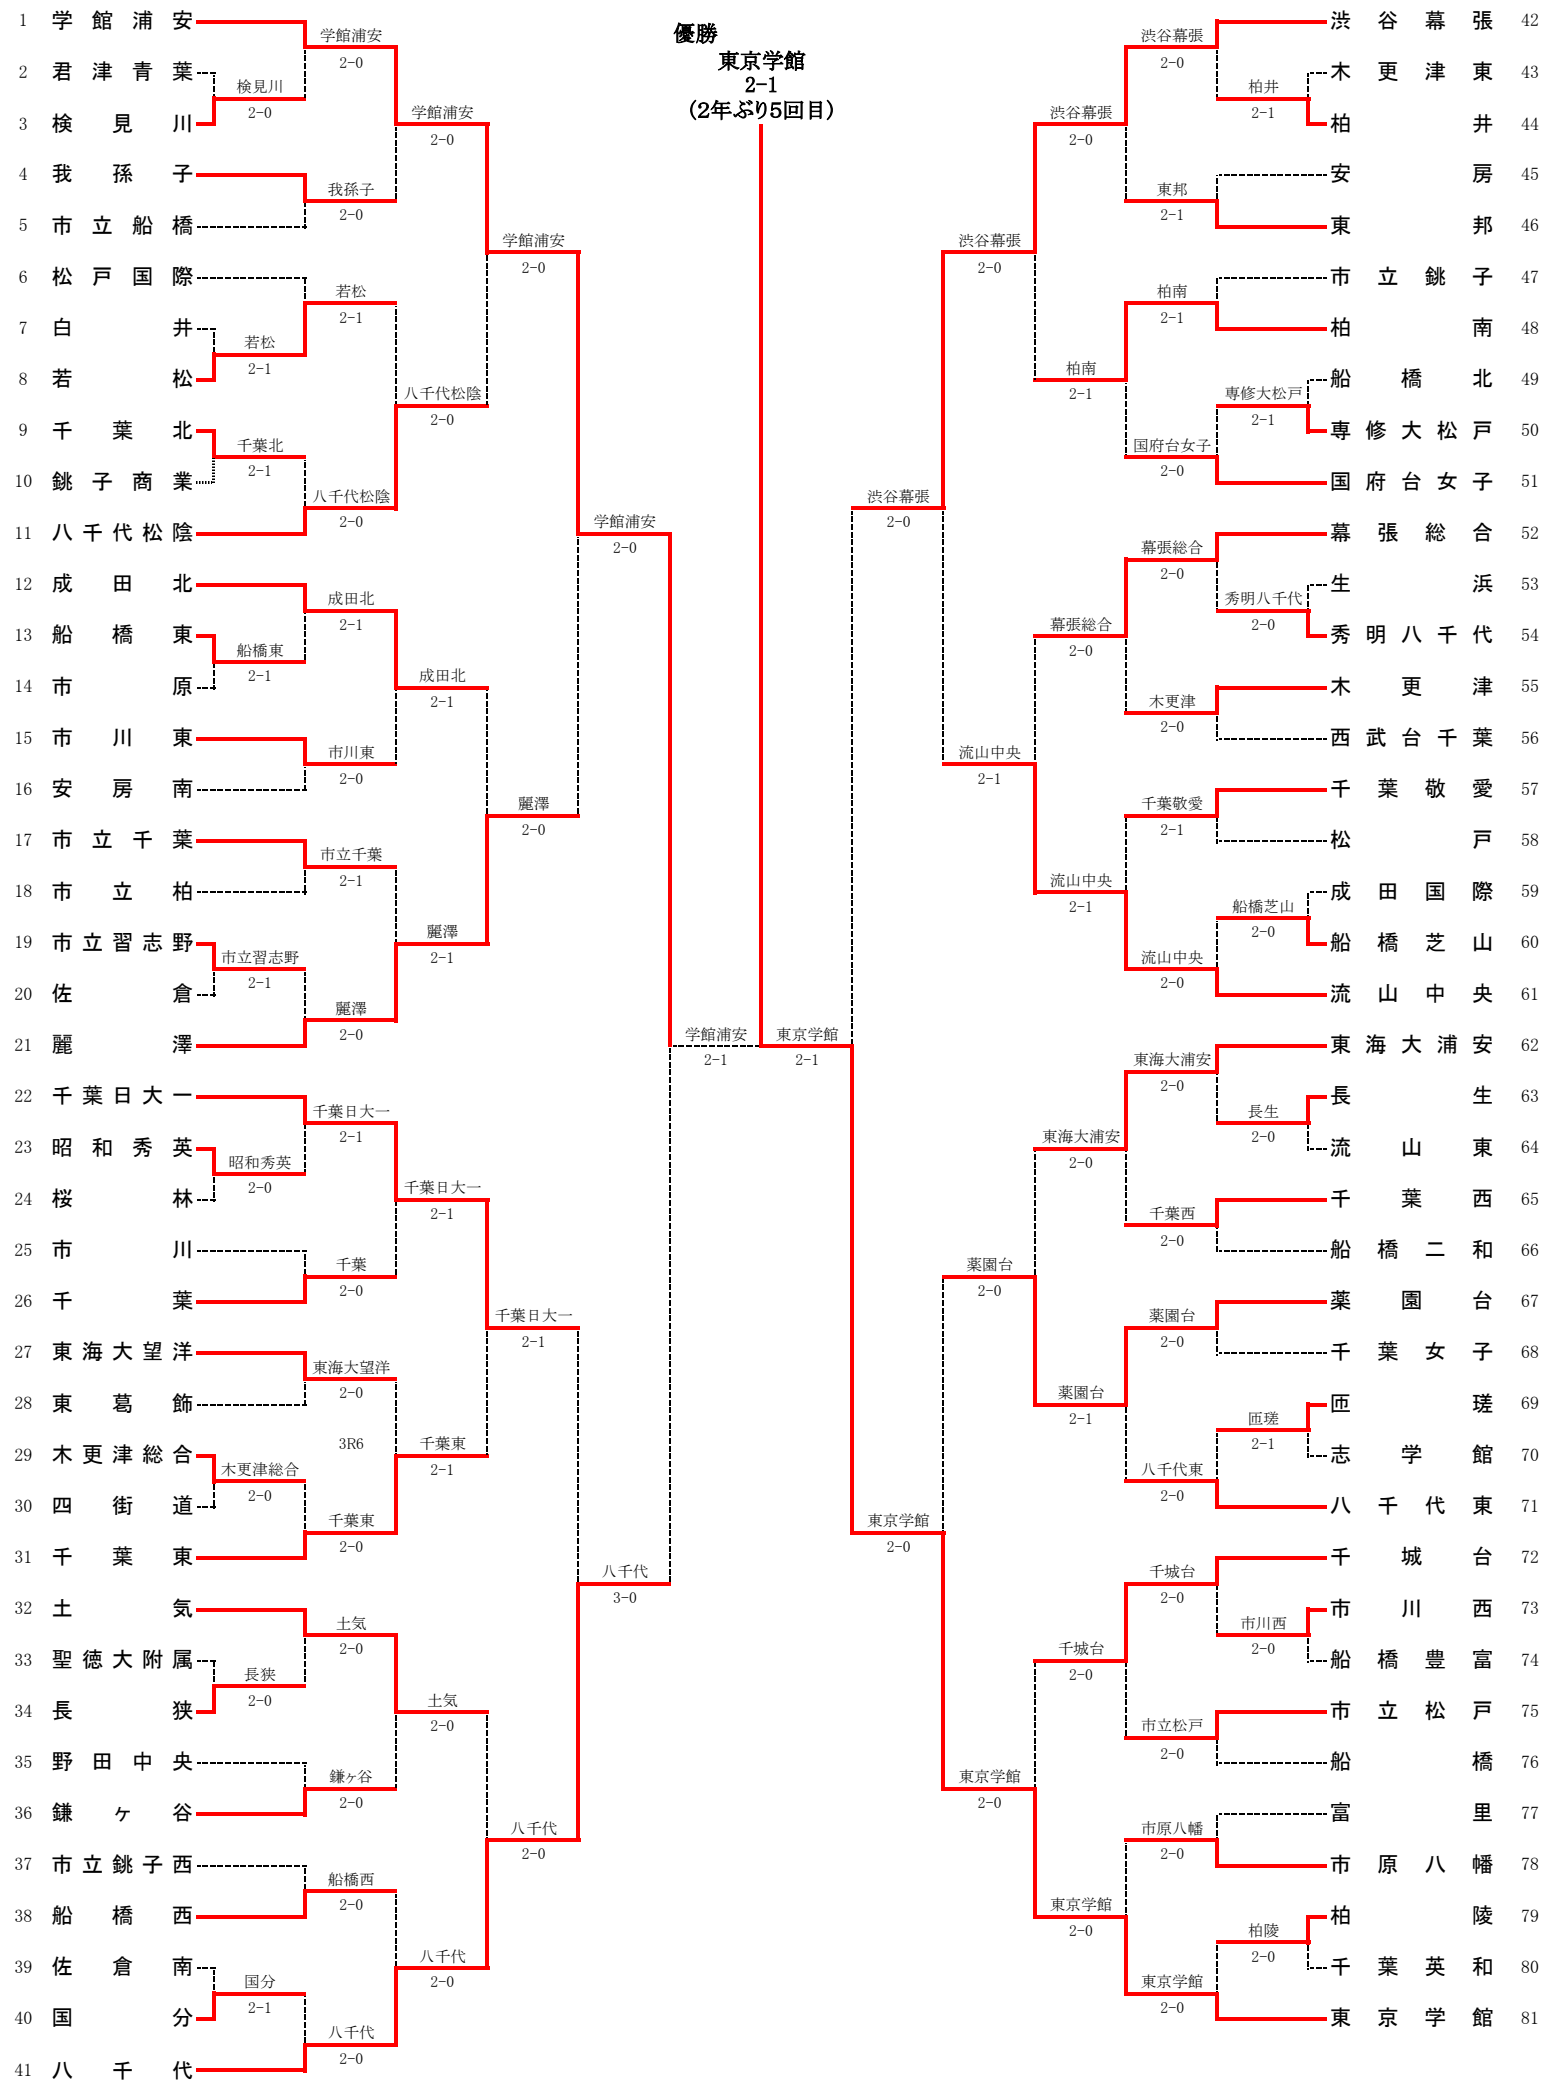 優勝
東京学館
2-1
(2年ぶり5回目)
1 学館浦安
2 君津青葉
3 検見川
4 我孫子
5 市立船橋
6 松戸国際
7 白井
8 若松
9 千葉北
10 銚子商業
11 八千代松陰
12 成田北
13 船橋東
14 市原
15 市川東
16 安房南
17 市立千葉
18 市立柏
19 市立習志野
20 佐倉
21 麗澤
22 千葉日大一
23 昭和秀英
24 桜林
25 市川
26 千葉
27 東海大望洋
28 東葛飾
29 木更津総合
30 四街道
31 千葉東
32 土気
33 聖徳大附属
34 長狭
35 野田中央
36 鎌ヶ谷
37 市立銚子西
38 船橋西
39 佐倉南
40 国分
41 八千代
検見川
2-0
若松
2-1
千葉北
2-1
船橋東
2-1
市立習志野
2-1
昭和秀英
2-0
木更津総合
2-0
長狭
2-0
国分
2-1
学館浦安
2-0
我孫子
2-0
若松
2-1
八千代松陰
2-0
成田北
2-1
市川東
2-0
市立千葉
2-1
麗澤
2-0
千葉日大一
2-1
千葉
2-0
東海大望洋
2-0
3R6
千葉東
2-0
土気
2-0
鎌ヶ谷
2-0
船橋西
2-0
八千代
2-0
学館浦安
2-0
八千代松陰
2-0
成田北
2-1
麗澤
2-1
千葉日大一
2-1
千葉東
2-1
土気
2-0
八千代
2-0
学館浦安
2-0
麗澤
2-0
千葉日大一
2-1
八千代
2-0
学館浦安
2-0
八千代
3-0
学館浦安
2-1
東京学館
2-1
渋谷幕張
2-0
東京学館
2-0
渋谷幕張
2-0
流山中央
2-1
薬園台
2-0
東京学館
2-0
渋谷幕張
2-0
柏南
2-1
幕張総合
2-0
流山中央
2-1
東海大浦安
2-0
薬園台
2-1
千城台
2-0
東京学館
2-0
渋谷幕張
2-0
東邦
2-1
柏南
2-1
国府台女子
2-0
幕張総合
2-0
木更津
2-0
千葉敬愛
2-1
流山中央
2-0
東海大浦安
2-0
千葉西
2-0
薬園台
2-0
八千代東
2-0
千城台
2-0
市立松戸
2-0
市原八幡
2-0
東京学館
2-0
柏井
2-1
専修大松戸
2-1
秀明八千代
2-0
船橋芝山
2-0
長生
2-0
匝瑳
2-1
市川西
2-0
柏陵
2-0
渋谷幕張 42
木更津東 43
柏井 44
安房 45
東邦 46
市立銚子 47
柏南 48
船橋北 49
専修大松戸 50
国府台女子 51
幕張総合 52
生浜 53
秀明八千代 54
木更津 55
西武台千葉 56
千葉敬愛 57
松戸 58
成田国際 59
船橋芝山 60
流山中央 61
東海大浦安 62
長生 63
流山東 64
千葉西 65
船橋二和 66
薬園台 67
千葉女子 68
匝瑳 69
志学館 70
八千代東 71
千城台 72
市川西 73
船橋豊富 74
市立松戸 75
船橋 76
富里 77
市原八幡 78
柏陵 79
千葉英和 80
東京学館 81